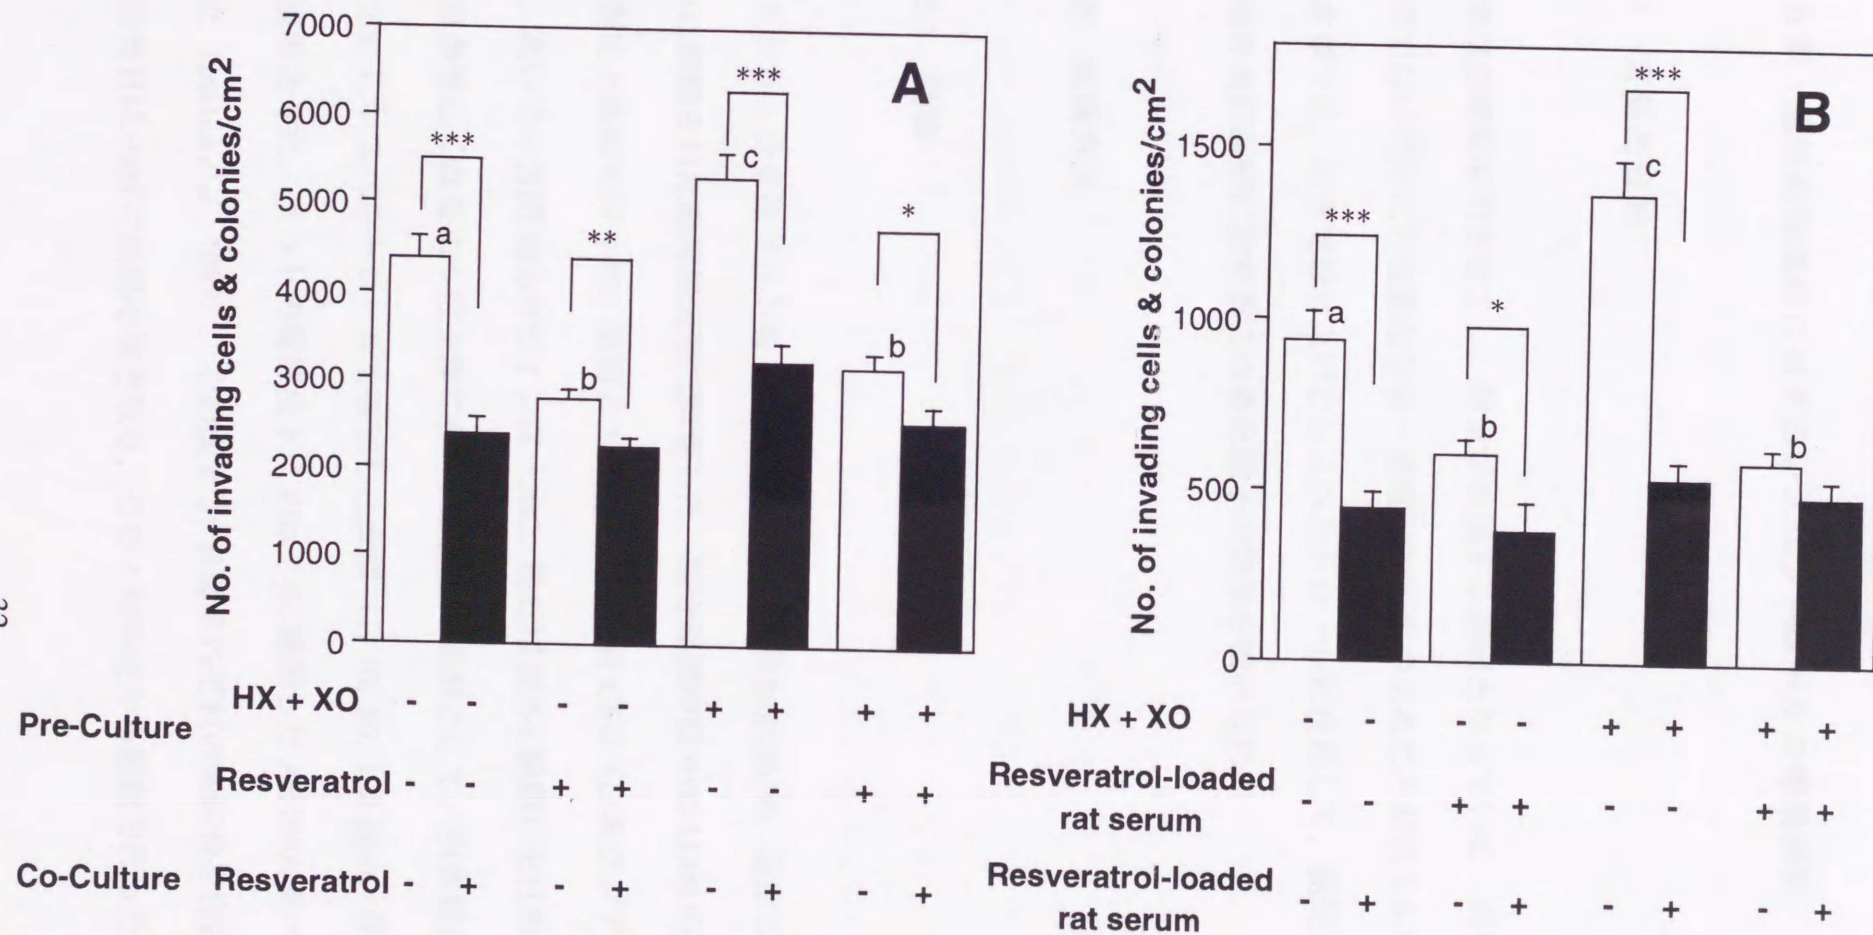 A
No. of invading cells & colonies/cm2
7000
6000
5000
4000
3000
2000
1000
0
***
a
**
b
***
c
*
b
HX + XO - - - - + + + +
Pre-Culture
Resveratrol - - + + - - + +
Co-Culture Resveratrol - + - + - + - +
B
No. of invading cells & colonies/cm2
1500
1000
500
0
***
a
*
b
***
c
b
HX + XO - - - - + + + +
Resveratrol-loaded
rat serum - - + + - - + +
Resveratrol-loaded
rat serum - + - + - + - +